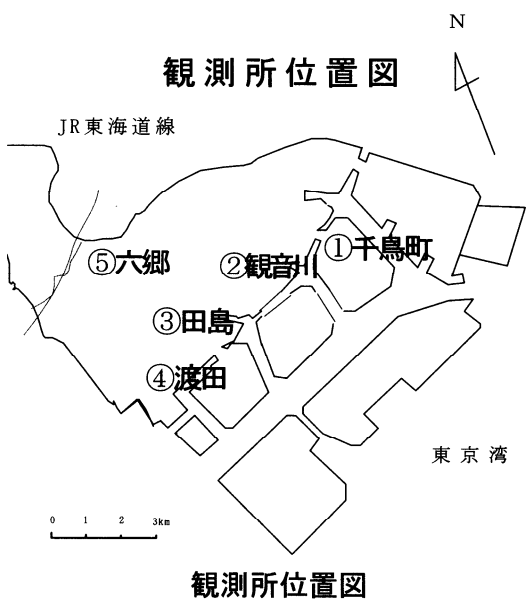 N
観測所位置図
JR東海道線
①千鳥町
②観音川
⑤六郷
③田島
④渡田
東京湾
0 1 2 3km
観測所位置図